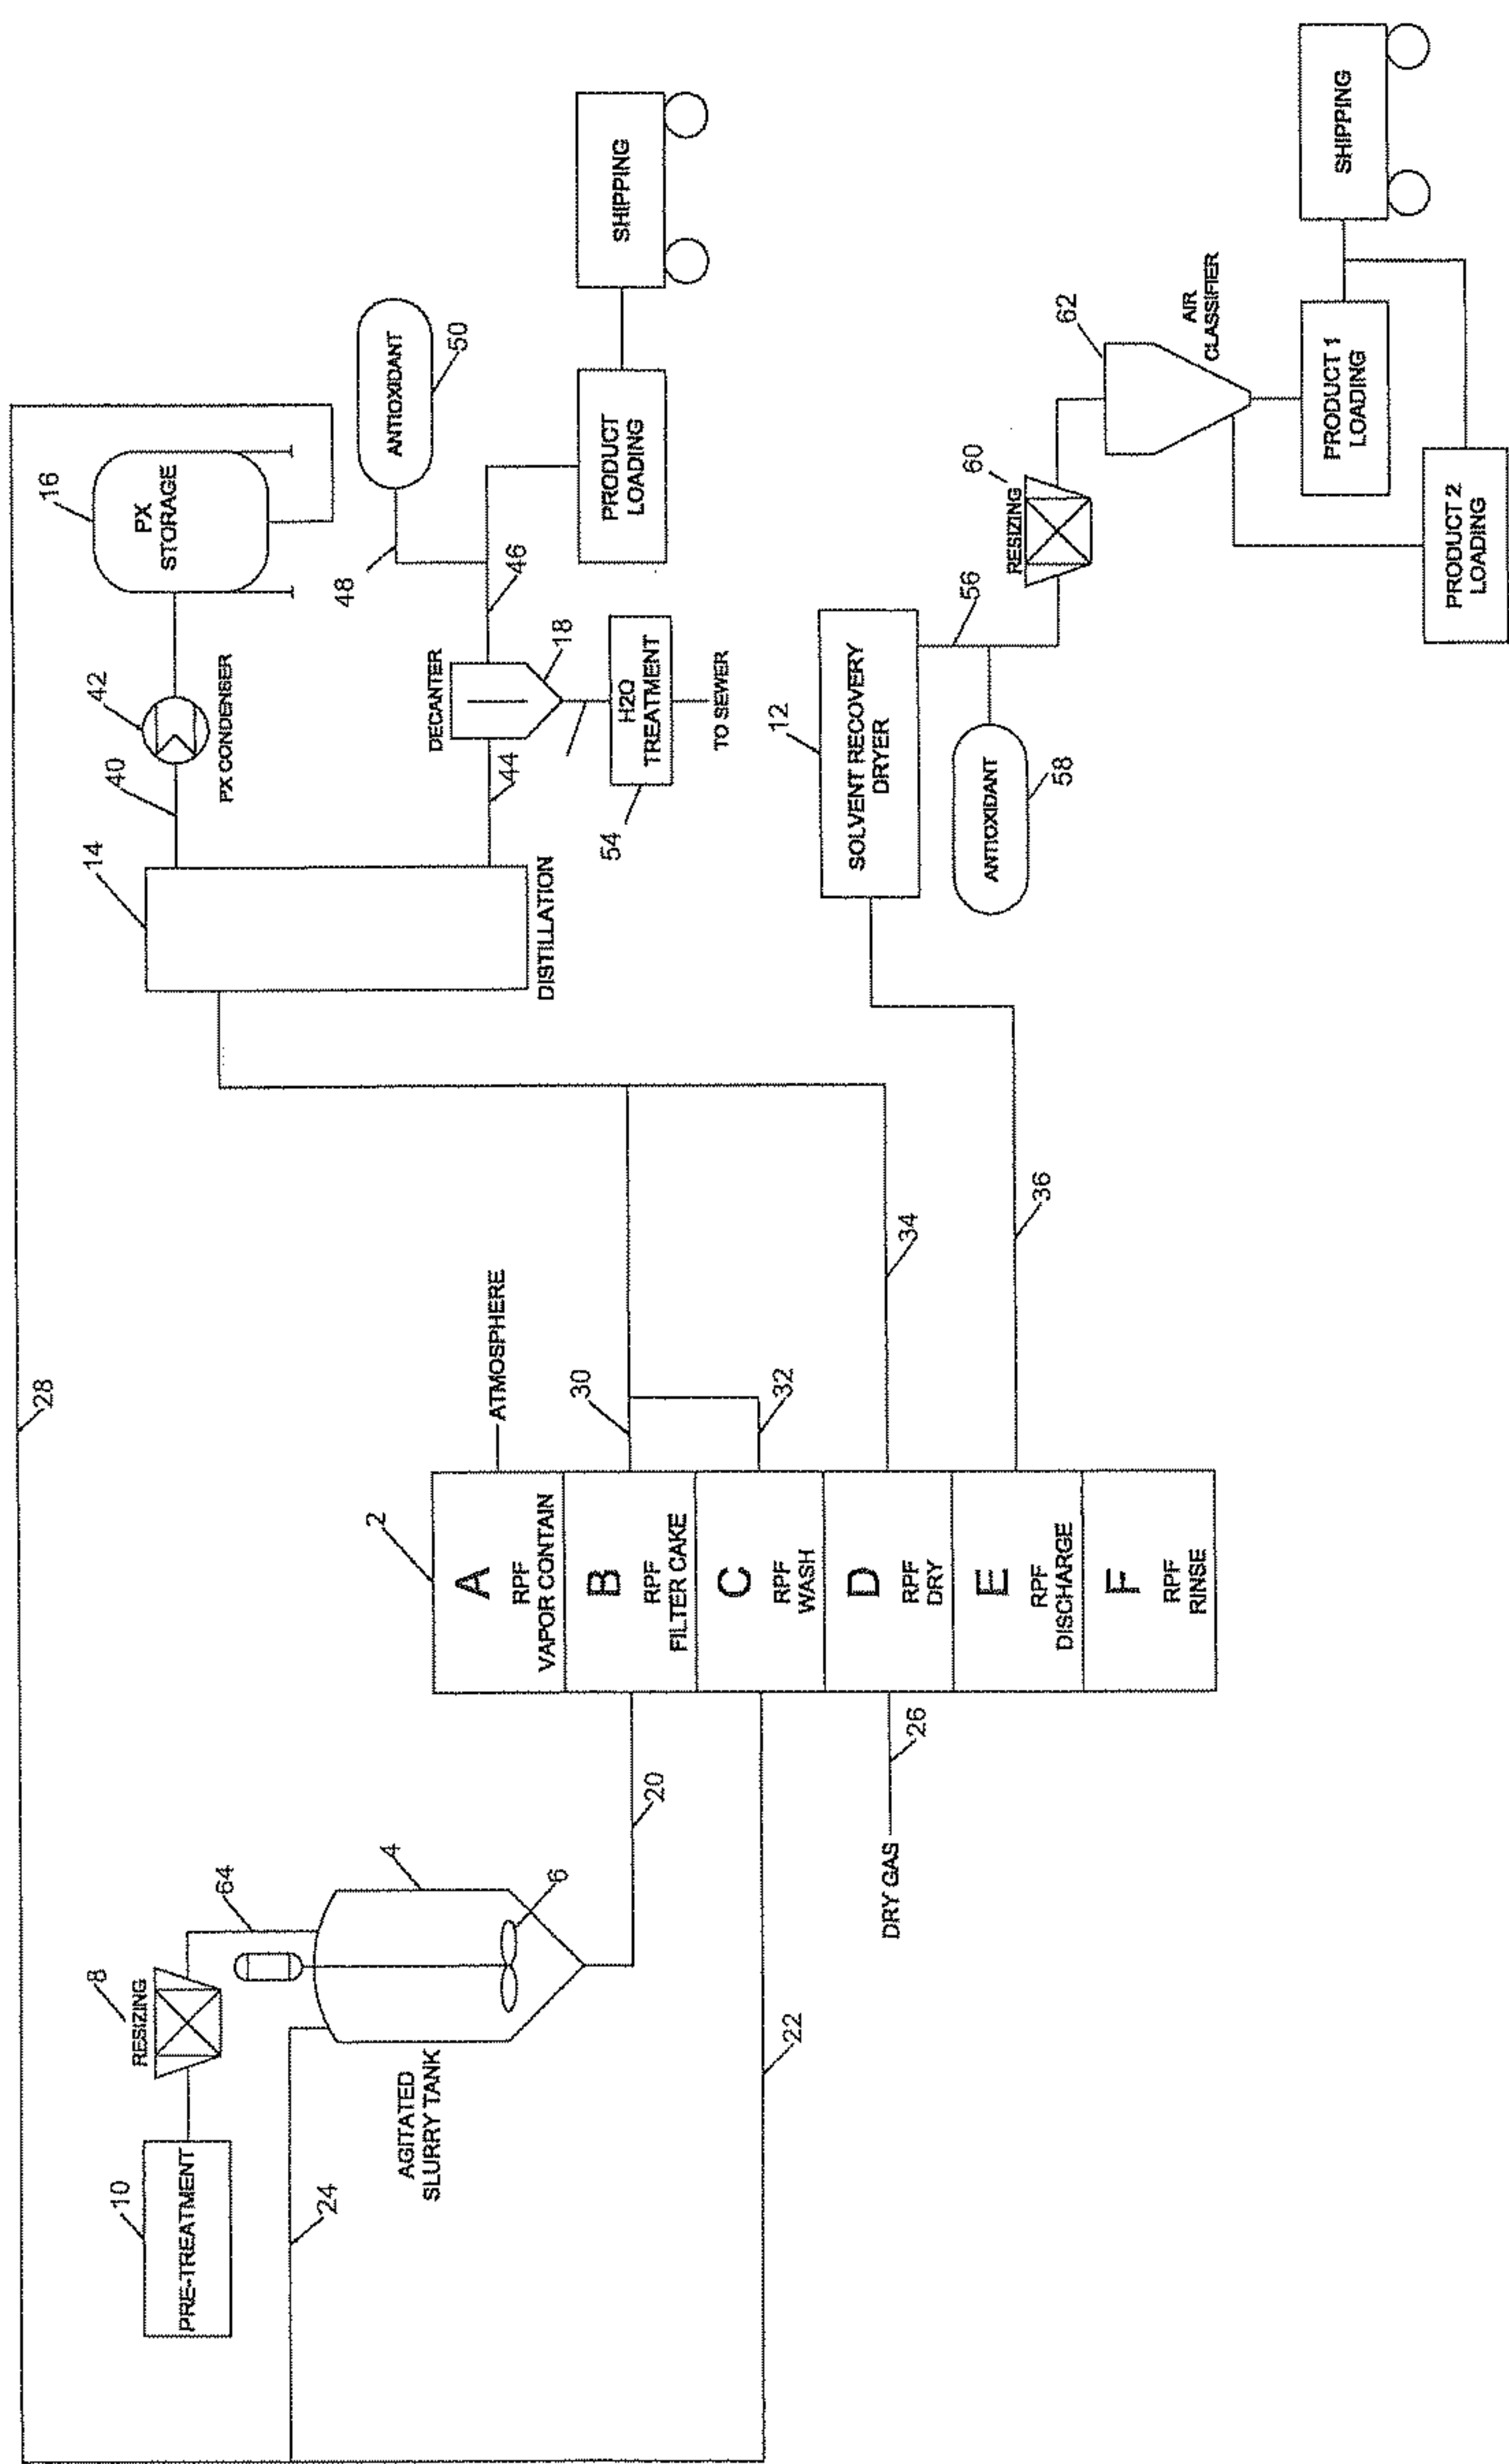 28
10
PRE-TREATMENT
8
RESIZING
64
24
AGITATED
SLURRY TANK
4
6
20
22
DRY GAS
26
2
A
RPF
VAPOR CONTAIN
B
RPF
FILTER CAKE
C
RPF
WASH
D
RPF
DRY
E
RPF
DISCHARGE
F
RPF
RINSE
ATMOSPHERE
30
32
34
36
14
DISTILLATION
40
42
PX CONDENSER
16
PX
STORAGE
44
DECANTER
18
54
H2O
TREATMENT
TO SEWER
46
48
ANTIOXIDANT
50
PRODUCT
LOADING
SHIPPING
12
SOLVENT RECOVERY
DRYER
ANTIOXIDANT
58
56
60
RESIZING
62
AIR
CLASSIFIER
PRODUCT 1
LOADING
PRODUCT 2
LOADING
SHIPPING